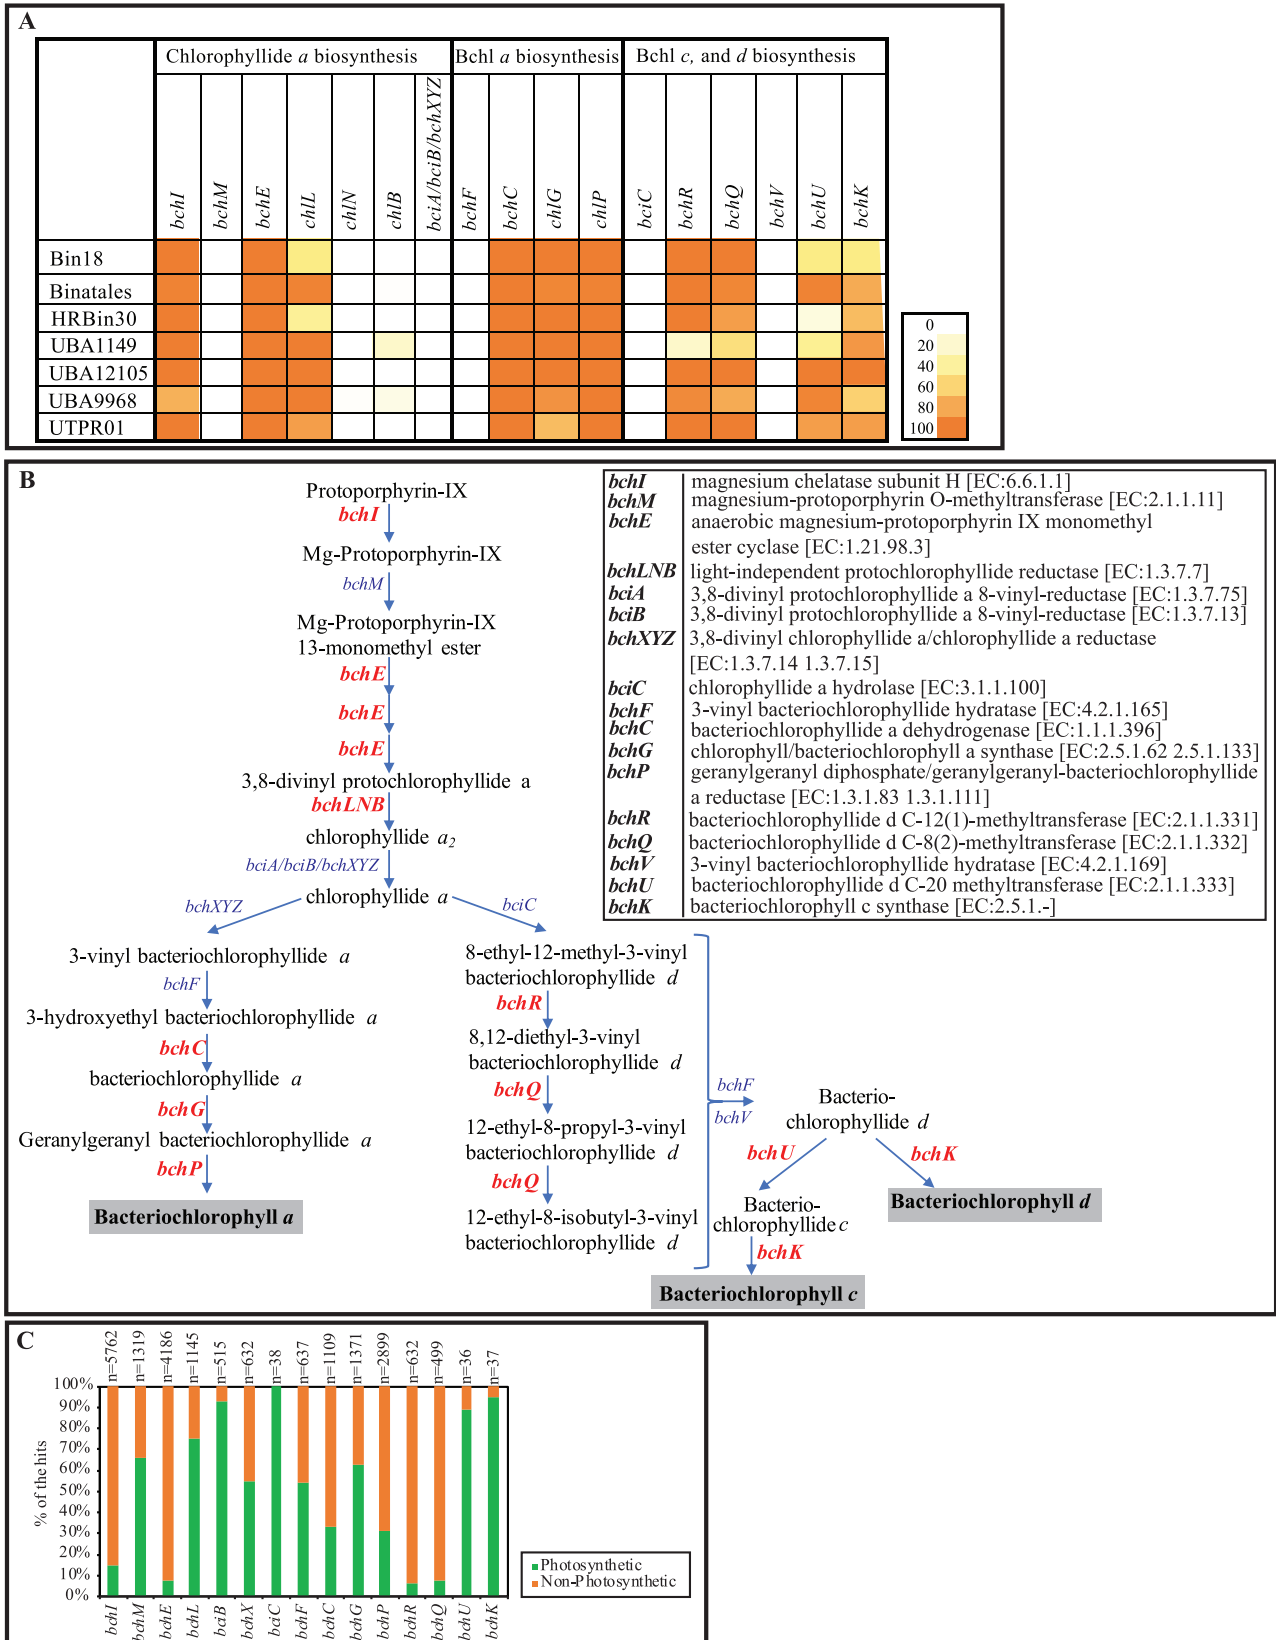 A
Chlorophyllide a biosynthesis
Bchl a biosynthesis
Bchl c, and d biosynthesis
bchI
bchM
bchE
chlL
chlN
chlB
bciA/bciB/bchXYZ
bchF
bchC
chlG
chlP
bciC
bchR
bchQ
bchV
bchU
bchK
Bin18
Binatales
HRBin30
UBA1149
UBA12105
UBA9968
UTPR01
0
20
40
60
80
100
B
Protoporphyrin-IX
bchI
Mg-Protoporphyrin-IX
bchM
Mg-Protoporphyrin-IX
13-monomethyl ester
bchE
bchE
bchE
3,8-divinyl protochlorophyllide a
bchLNB
chlorophyllide a2
bciA/bciB/bchXYZ
chlorophyllide a
bchXYZ
bciC
3-vinyl bacteriochlorophyllide a
bchF
3-hydroxyethyl bacteriochlorophyllide a
bchC
bacteriochlorophyllide a
bchG
Geranylgeranyl bacteriochlorophyllide a
bchP
Bacteriochlorophyll a
8-ethyl-12-methyl-3-vinyl
bacteriochlorophyllide d
bchR
8,12-diethyl-3-vinyl
bacteriochlorophyllide d
bchQ
12-ethyl-8-propyl-3-vinyl
bacteriochlorophyllide d
bchQ
12-ethyl-8-isobutyl-3-vinyl
bacteriochlorophyllide d
bchF
bchV
Bacterio-
chlorophyllide d
bchU
bchK
Bacterio-
chlorophyllide c
Bacteriochlorophyll d
bchK
Bacteriochlorophyll c
bchI magnesium chelatase subunit H [EC:6.6.1.1]
bchM magnesium-protoporphyrin O-methyltransferase [EC:2.1.1.11]
bchE anaerobic magnesium-protoporphyrin IX monomethyl
ester cyclase [EC:1.21.98.3]
bchLNB light-independent protochlorophyllide reductase [EC:1.3.7.7]
bciA 3,8-divinyl protochlorophyllide a 8-vinyl-reductase [EC:1.3.7.75]
bciB 3,8-divinyl protochlorophyllide a 8-vinyl-reductase [EC:1.3.7.13]
bchXYZ 3,8-divinyl chlorophyllide a/chlorophyllide a reductase
[EC:1.3.7.14 1.3.7.15]
bciC chlorophyllide a hydrolase [EC:3.1.1.100]
bchF 3-vinyl bacteriochlorophyllide hydratase [EC:4.2.1.165]
bchC bacteriochlorophyllide a dehydrogenase [EC:1.1.1.396]
bchG chlorophyll/bacteriochlorophyll a synthase [EC:2.5.1.62 2.5.1.133]
bchP geranylgeranyl diphosphate/geranylgeranyl-bacteriochlorophyllide
a reductase [EC:1.3.1.83 1.3.1.111]
bchR bacteriochlorophyllide d C-12(1)-methyltransferase [EC:2.1.1.331]
bchQ bacteriochlorophyllide d C-8(2)-methyltransferase [EC:2.1.1.332]
bchV 3-vinyl bacteriochlorophyllide hydratase [EC:4.2.1.169]
bchU bacteriochlorophyllide d C-20 methyltransferase [EC:2.1.1.333]
bchK bacteriochlorophyll c synthase [EC:2.5.1.-]
C
n=5762
n=1319
n=4186
n=1145
n=515
n=632
n=38
n=637
n=1109
n=1371
n=2899
n=632
n=499
n=36
n=37
% of the hits
100%
90%
80%
70%
60%
50%
40%
30%
20%
10%
0%
bchI
bchM
bchE
bchL
bciB
bchX
bciC
bchF
bchC
bchG
bchP
bchR
bchQ
bchU
bchK
Photosynthetic
Non-Photosynthetic